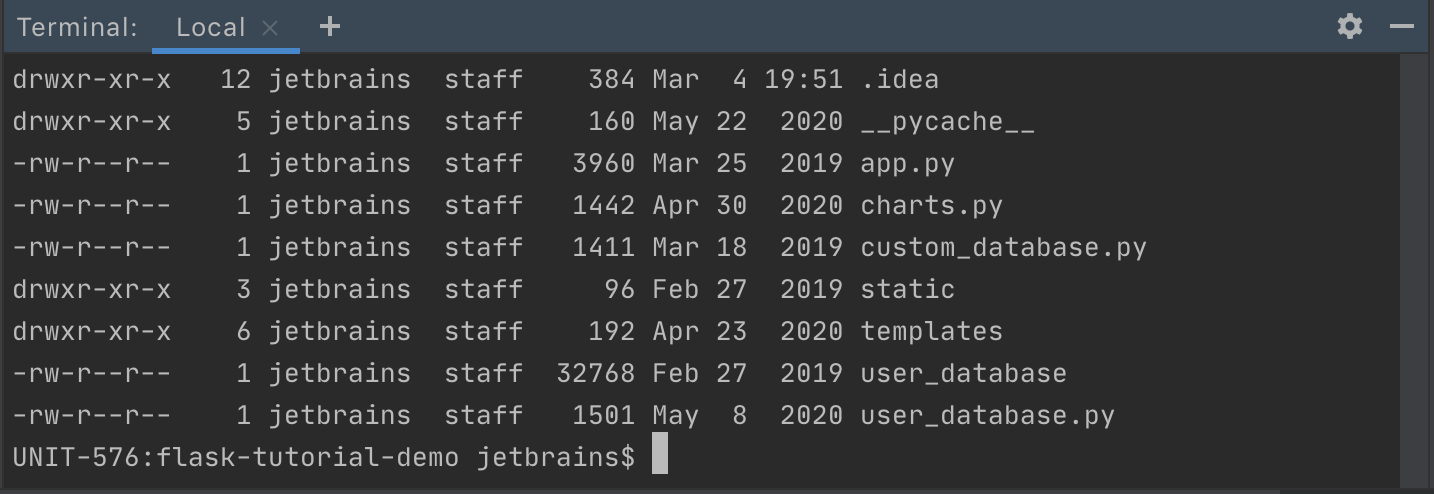 Terminal: Local × +
drwxr-xr-x   12 jetbrains  staff    384 Mar  4 19:51 .idea
drwxr-xr-x    5 jetbrains  staff    160 May 22  2020 __pycache__
-rw-r--r--    1 jetbrains  staff   3960 Mar 25  2019 app.py
-rw-r--r--    1 jetbrains  staff   1442 Apr 30  2020 charts.py
-rw-r--r--    1 jetbrains  staff   1411 Mar 18  2019 custom_database.py
drwxr-xr-x    3 jetbrains  staff     96 Feb 27  2019 static
drwxr-xr-x    6 jetbrains  staff    192 Apr 23  2020 templates
-rw-r--r--    1 jetbrains  staff  32768 Feb 27  2019 user_database
-rw-r--r--    1 jetbrains  staff   1501 May  8  2020 user_database.py
UNIT-576:flask-tutorial-demo jetbrains$